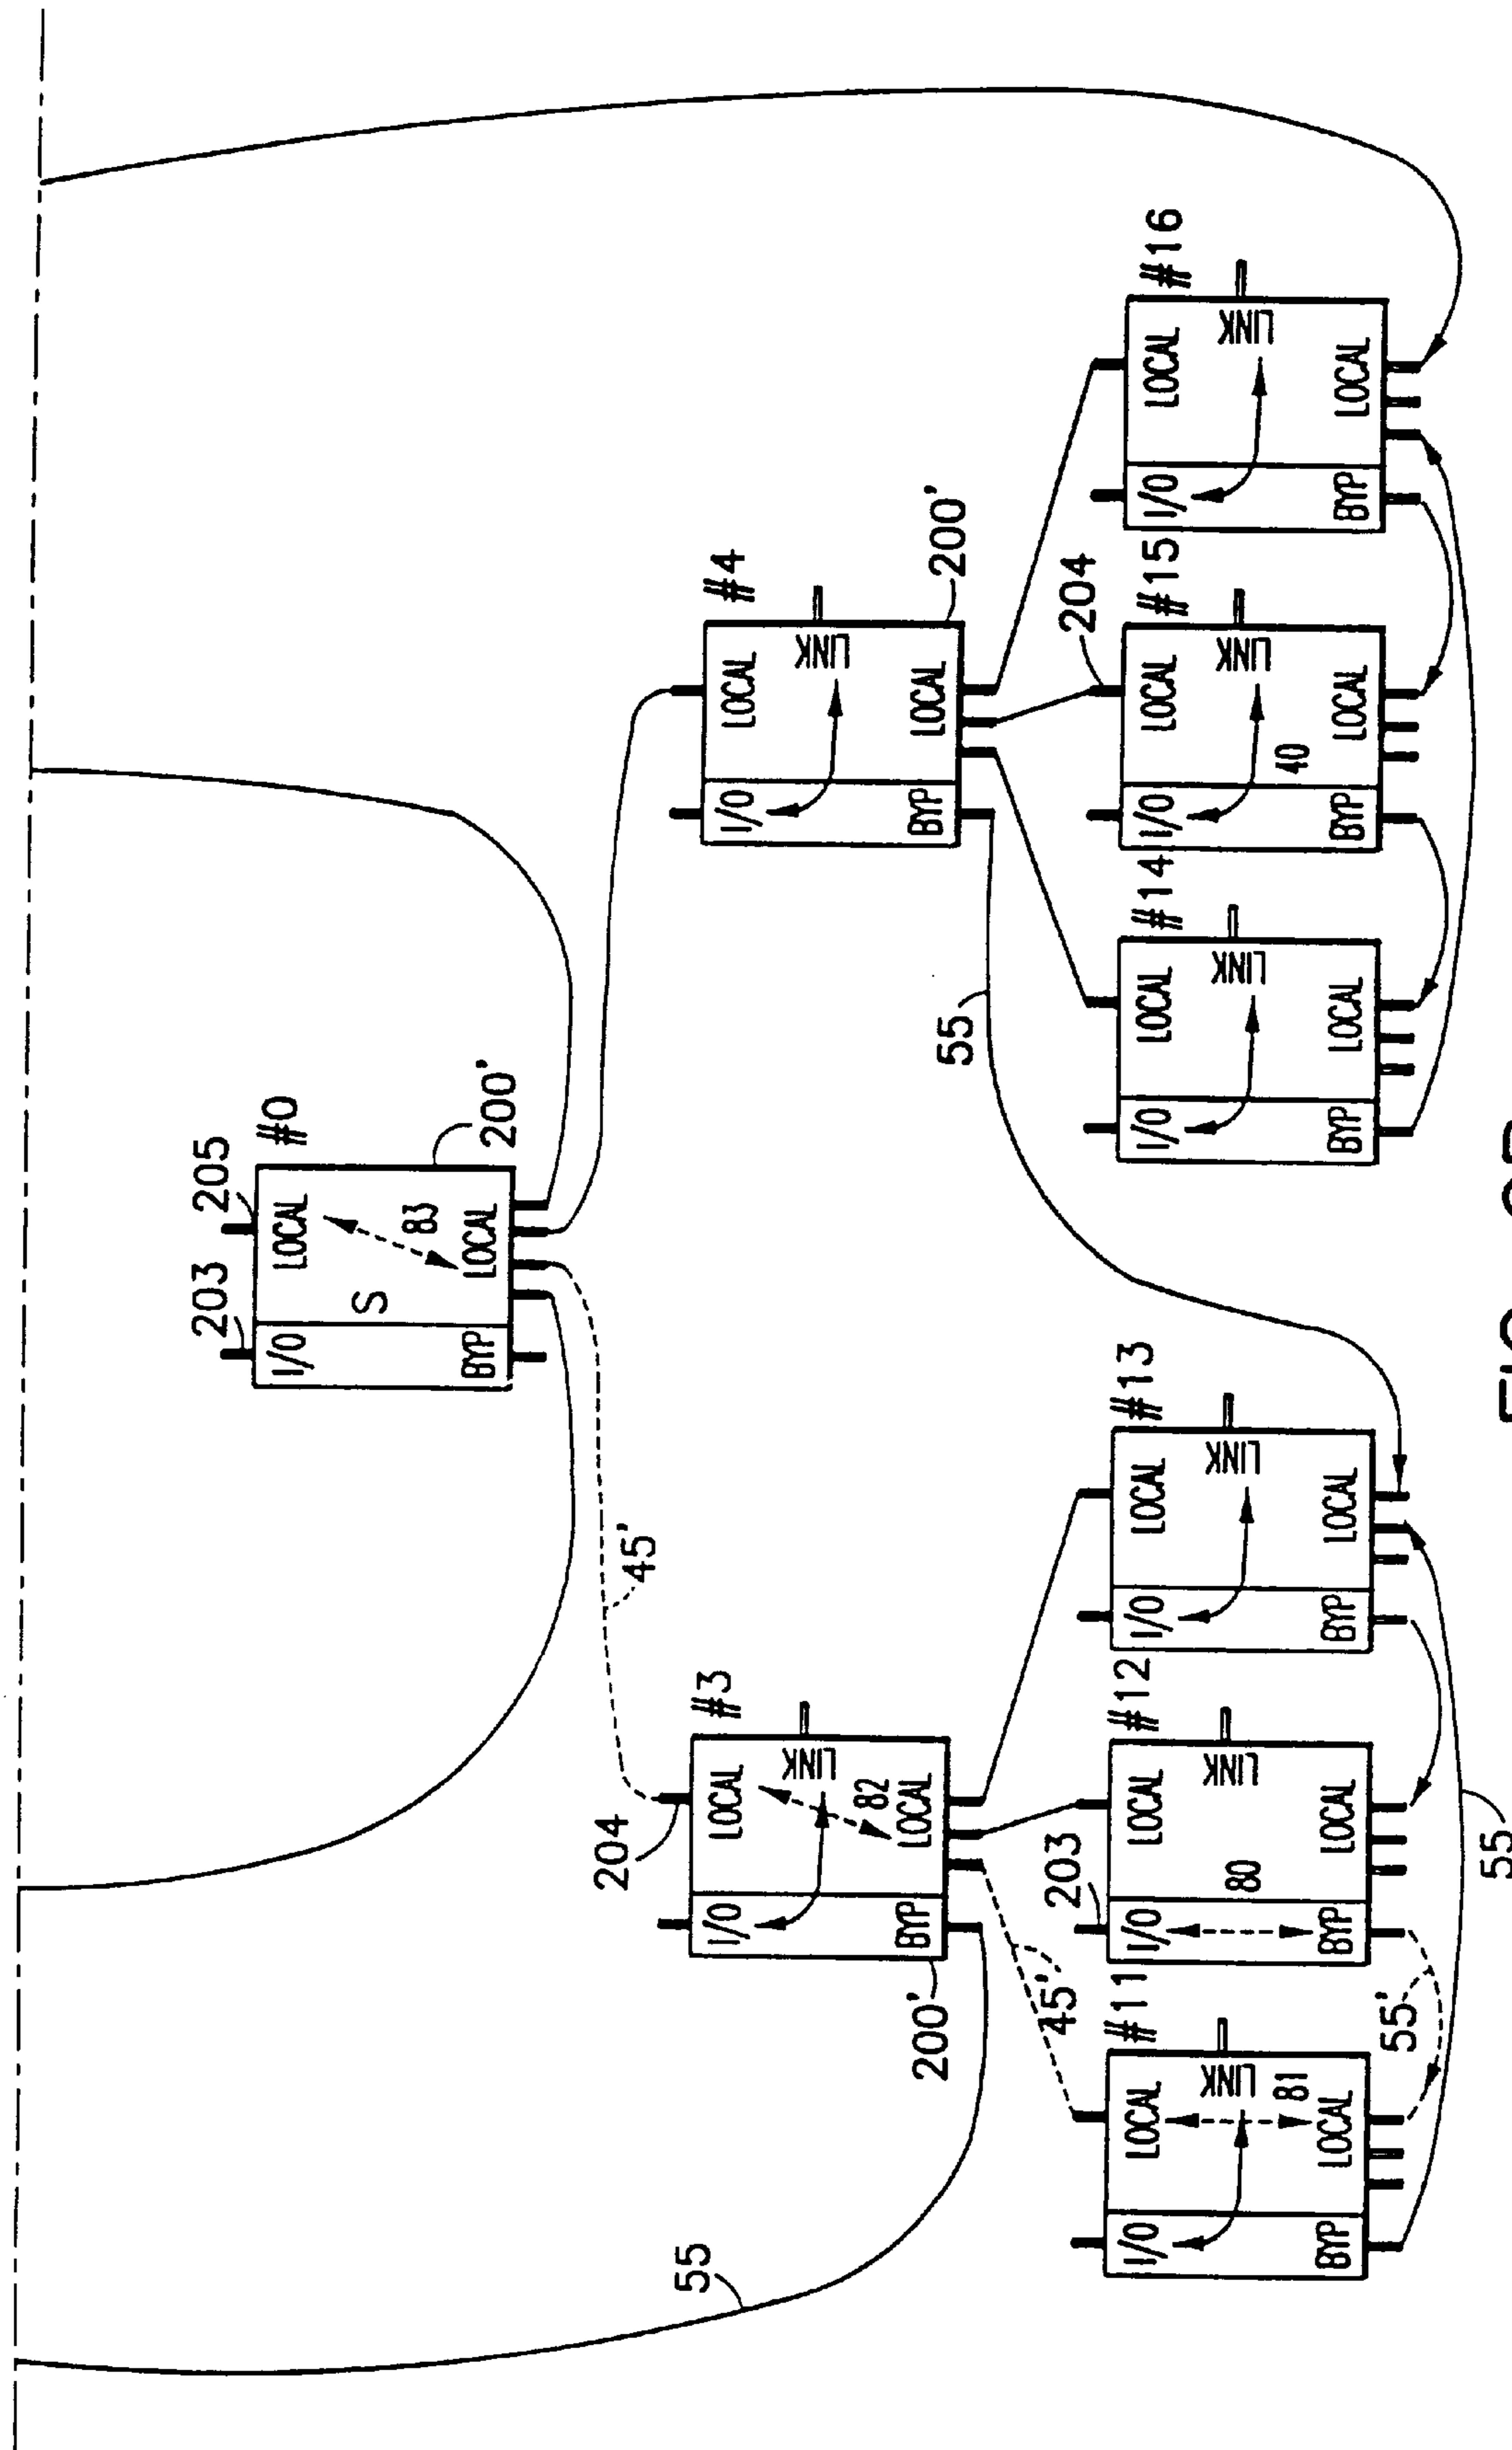 203
205
#0
I/O
LOCAL
S
83
BYP
LOCAL
200'
45'
204
#3
I/O
LOCAL
LINK
82
BYP
LOCAL
200'
#4
I/O
LOCAL
LINK
BYP
LOCAL
200'
55
55
45'
203
204
#11
I/O
LOCAL
LINK
81
BYP
LOCAL
#12
I/O
LOCAL
LINK
80
BYP
LOCAL
#13
I/O
LOCAL
LINK
BYP
LOCAL
#14
I/O
LOCAL
LINK
BYP
LOCAL
#15
I/O
LOCAL
LINK
40
BYP
LOCAL
#16
I/O
LOCAL
LINK
BYP
LOCAL
55'
55